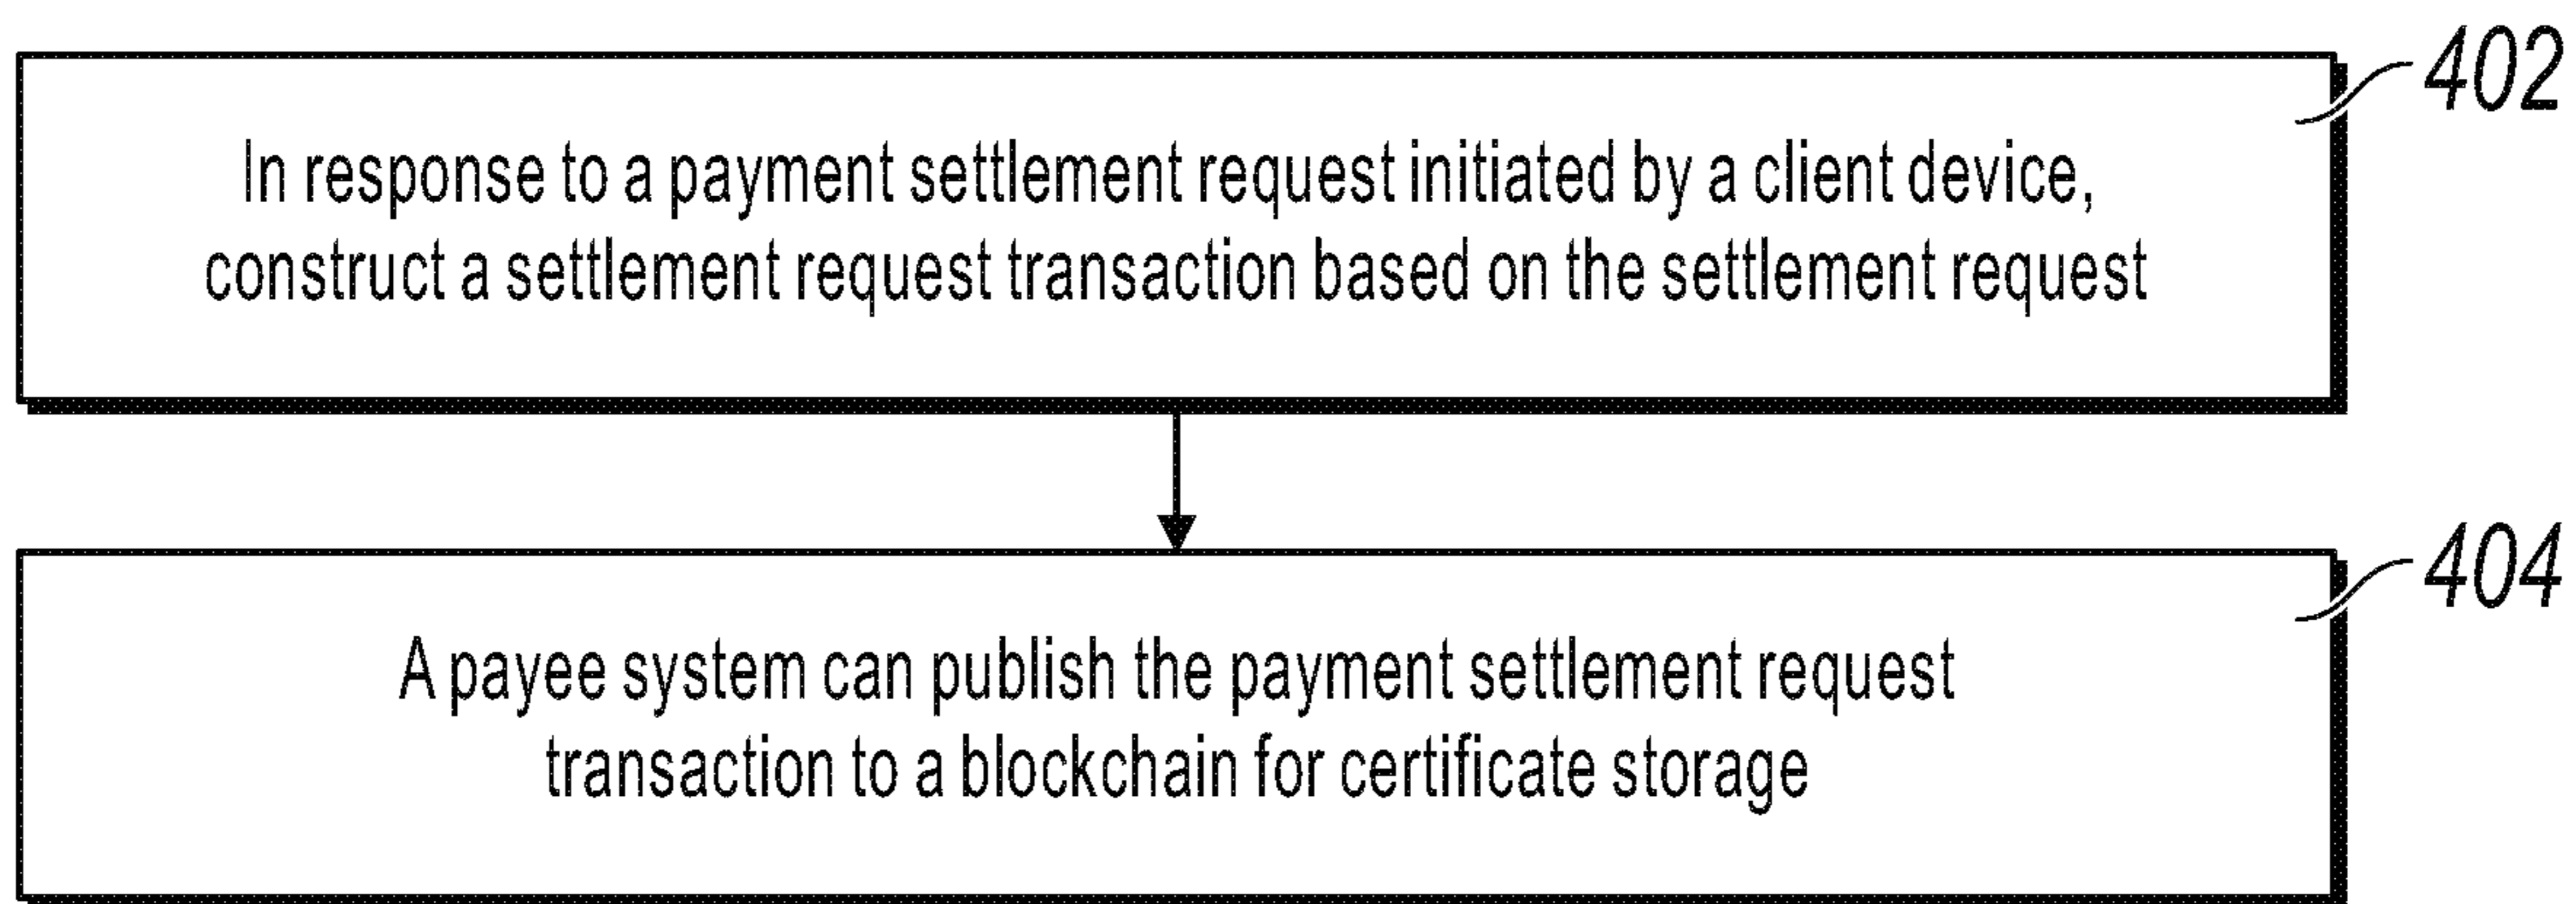 402
In response to a payment settlement request initiated by a client device,
construct a settlement request transaction based on the settlement request
404
A payee system can publish the payment settlement request
transaction to a blockchain for certificate storage